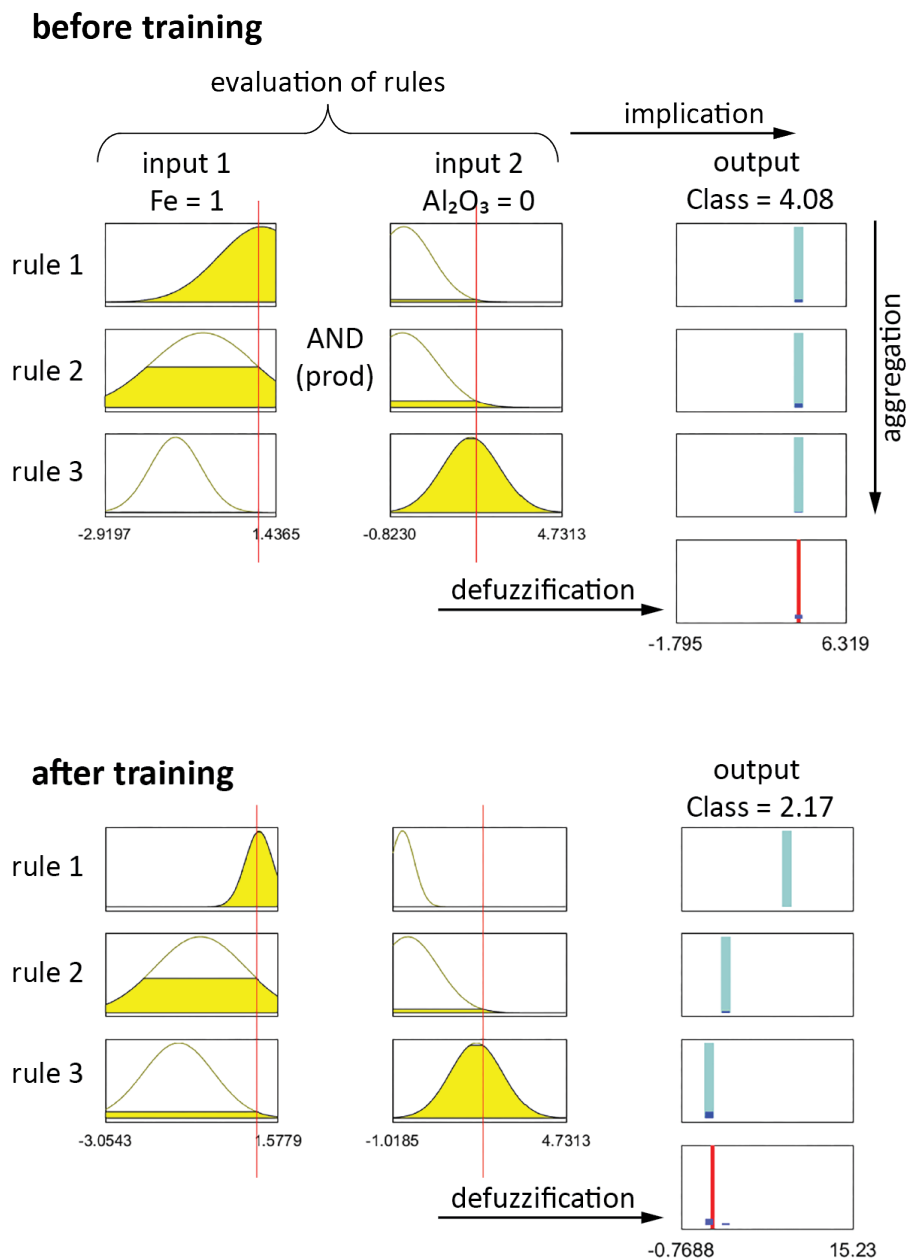 before training
evaluation of rules
implication
input 1
Fe = 1
input 2
Al₂O₃ = 0
output
Class = 4.08
rule 1
rule 2
AND
(prod)
rule 3
aggregation
-2.9197
1.4365
-0.8230
4.7313
defuzzification
-1.795
6.319
after training
output
Class = 2.17
rule 1
rule 2
rule 3
-3.0543
1.5779
-1.0185
4.7313
defuzzification
-0.7688
15.23